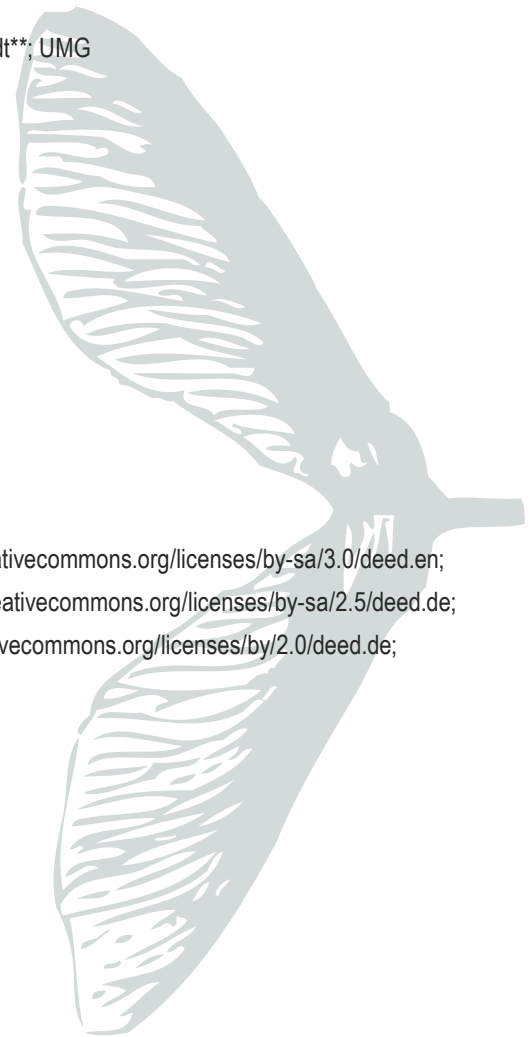 dt**; UMG
ativecommons.org/licenses/by-sa/3.0/deed.en;
eativecommons.org/licenses/by-sa/2.5/deed.de;
vecommons.org/licenses/by/2.0/deed.de;